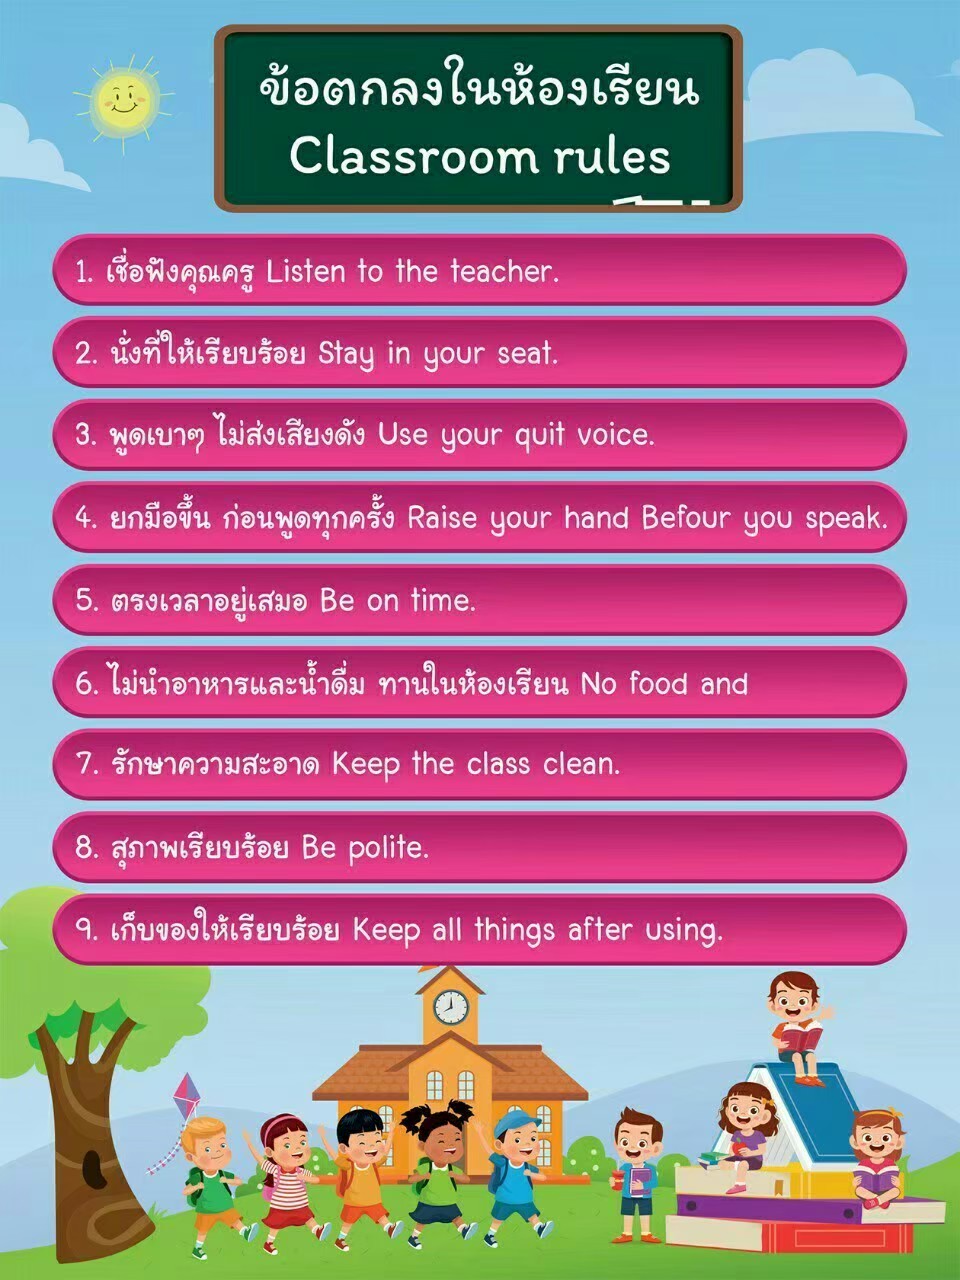 ข้อตกลงในห้องเรียน
Classroom rules
1. เชื่อฟังคุณครู Listen to the teacher.
2. นั่งที่ให้เรียบร้อย Stay in your seat.
3. พูดเบาๆ ไม่ส่งเสียงดัง Use your quit voice.
4. ยกมือขึ้น ก่อนพูดทุกครั้ง Raise your hand Befour you speak.
5. ตรงเวลาอยู่เสมอ Be on time.
6. ไม่นำอาหารและน้ำดื่ม ทานในห้องเรียน No food and
7. รักษาความสะอาด Keep the class clean.
8. สุภาพเรียบร้อย Be polite.
9. เก็บของให้เรียบร้อย Keep all things after using.